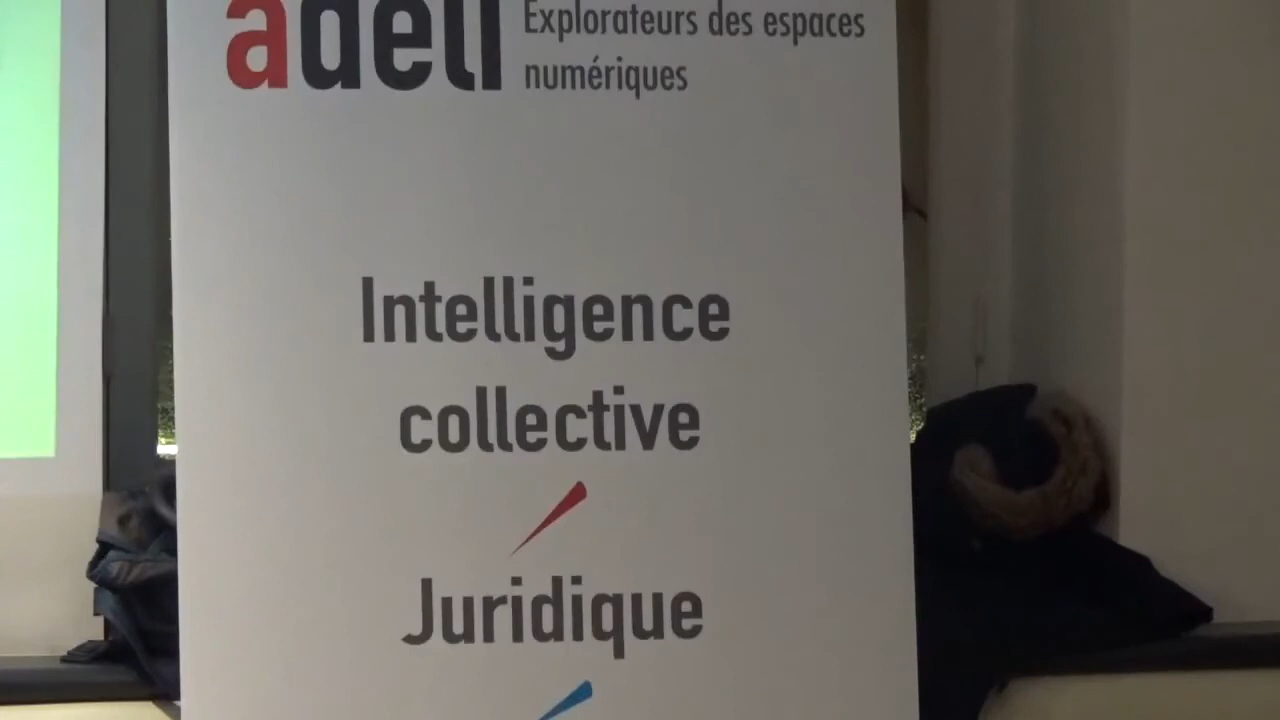 adeli
Explorateurs des espaces
numériques
Intelligence
collective
Juridique